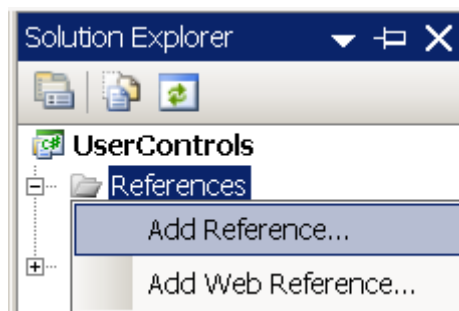 Solution Explorer
UserControls
References
Add Reference...
Add Web Reference...